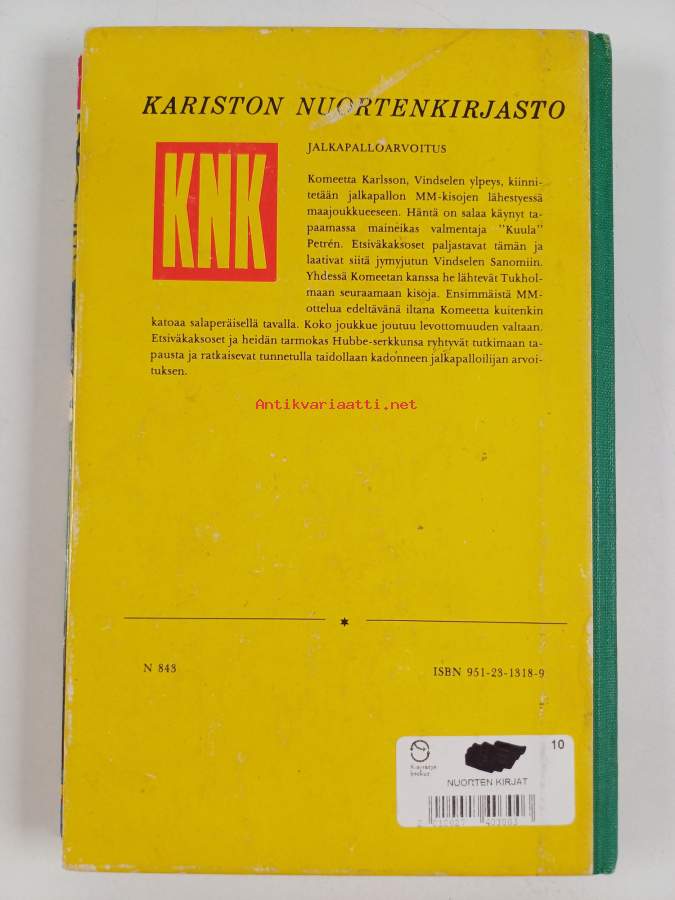 KARISTON NUORTENKIRJASTO
KNK
JALKAPALLOARVOITUS
Komeetta Karlsson, Vindselen ylpeys, kiinni-
tetään jalkapallon MM-kisojen lähestyessä
maajoukkueeseen. Häntä on salaa käynyt ta-
paamassa maineikas valmentaja "Kuula"
Petrén. Etsiväkaksoset paljastavat tämän ja
laativat siitä jymyjutun Vindselen Sanomiin.
Yhdessä Komeetan kanssa he lähtevät Tukhol-
maan seuraamaan kisoja. Ensimmäistä MM-
ottelua edeltävänä iltana Komeetta kuitenkin
katoaa salaperäisellä tavalla. Koko joukkue joutuu levottomuuden valtaan.
Etsiväkaksoset ja heidän tarmokas Hubbe-serkkunsa ryhtyvät tutkimaan ta-
pausta ja ratkaisevat tunnetulla taidollaan kadonneen jalkapalloilijan arvoi-
tuksen.
Antikvariaatti.net
N 843
ISBN 951-23-1318-9
10
NUORTEN KIRJAT